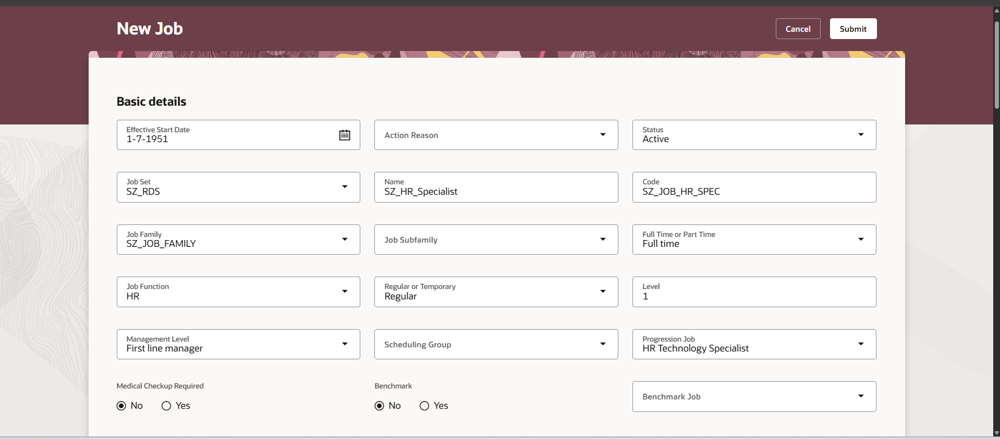 New Job
Cancel
Submit
Basic details
Effective Start Date
1-7-1951
Action Reason
Status
Active
Job Set
SZ_RDS
Name
SZ_HR_Specialist
Code
SZ_JOB_HR_SPEC
Job Family
SZ_JOB_FAMILY
Job Subfamily
Full Time or Part Time
Full time
Job Function
HR
Regular or Temporary
Regular
Level
1
Management Level
First line manager
Scheduling Group
Progression Job
HR Technology Specialist
Medical Checkup Required
No
Yes
Benchmark
No
Yes
Benchmark Job